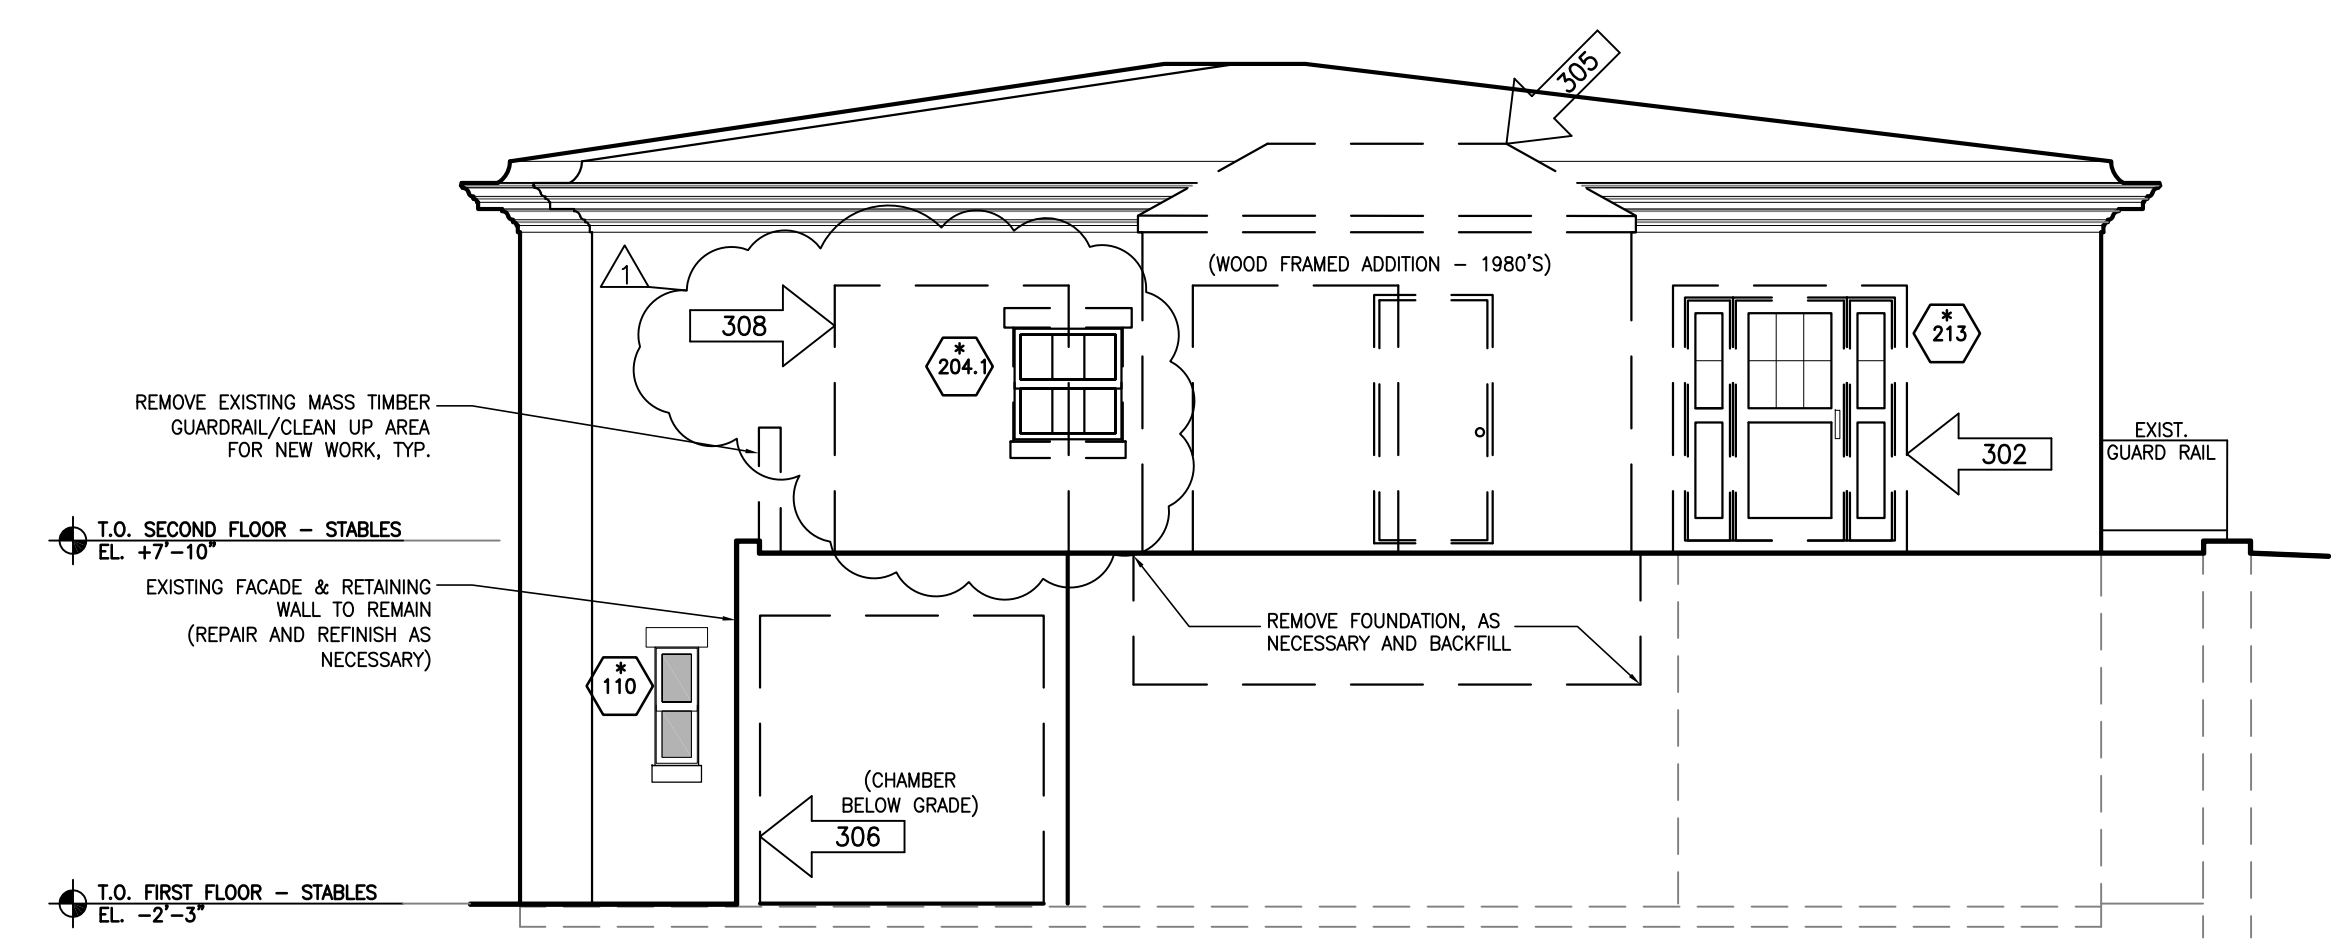 305
(WOOD FRAMED ADDITION - 1980'S)
1
308
*
204.1
*
213
REMOVE EXISTING MASS TIMBER
GUARDRAIL/CLEAN UP AREA
FOR NEW WORK, TYP.
302
EXIST.
GUARD RAIL
T.O. SECOND FLOOR - STABLES
EL. +7'-10"
EXISTING FACADE & RETAINING
WALL TO REMAIN
(REPAIR AND REFINISH AS
NECESSARY)
REMOVE FOUNDATION, AS
NECESSARY AND BACKFILL
*
110
(CHAMBER
BELOW GRADE)
306
T.O. FIRST FLOOR - STABLES
EL. -2'-3"